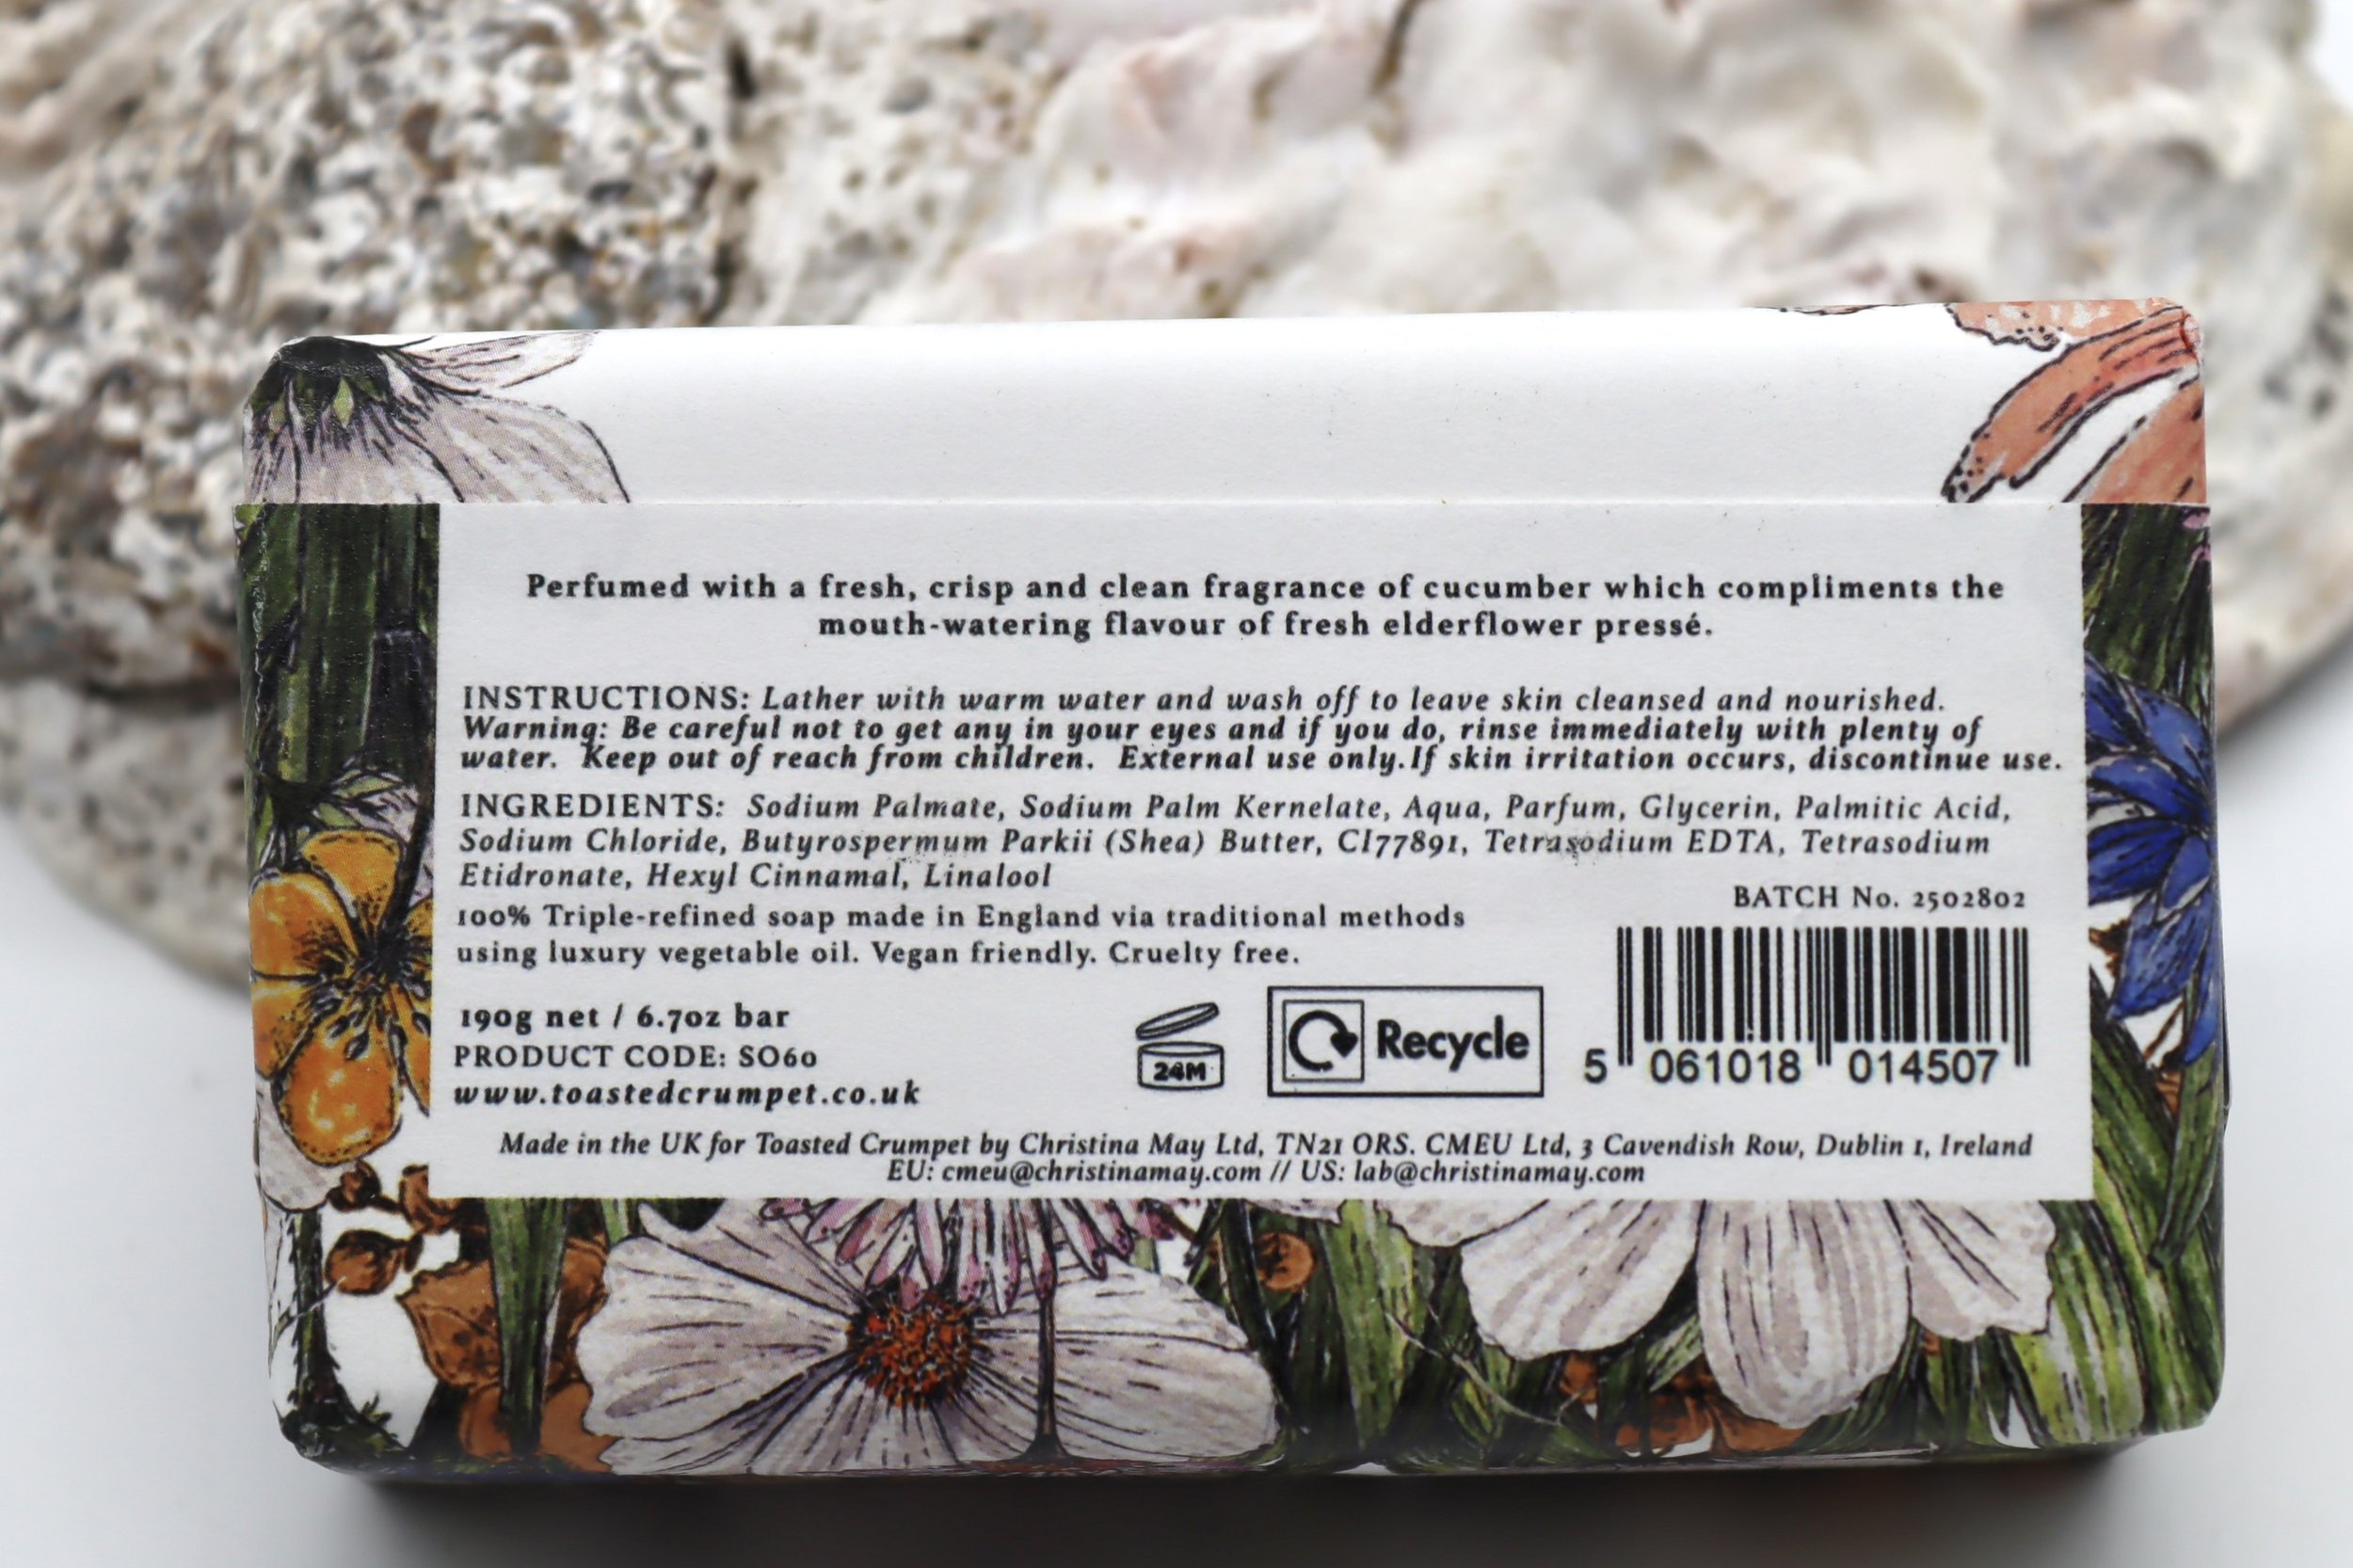 Perfumed with a fresh, crisp and clean fragrance of cucumber which compliments the
mouth-watering flavour of fresh elderflower pressé.
INSTRUCTIONS: Lather with warm water and wash off to leave skin cleansed and nourished.
Warning: Be careful not to get any in your eyes and if you do, rinse immediately with plenty of
water. Keep out of reach from children. External use only.If skin irritation occurs, discontinue use.
INGREDIENTS: Sodium Palmate, Sodium Palm Kernelate, Aqua, Parfum, Glycerin, Palmitic Acid,
Sodium Chloride, Butyrospermum Parkii (Shea) Butter, CI77891, Tetrasodium EDTA, Tetrasodium
Etidronate, Hexyl Cinnamal, Linalool
BATCH No. 2502802
100% Triple-refined soap made in England via traditional methods
using luxury vegetable oil. Vegan friendly. Cruelty free.
190g net / 6.7oz bar
PRODUCT CODE: SO60
www.toastedcrumpet.co.uk
24M
Recycle
5 061018 014507
Made in the UK for Toasted Crumpet by Christina May Ltd, TN21 0RS. CMEU Ltd, 3 Cavendish Row, Dublin 1, Ireland
EU: cmeu@christinamay.com // US: lab@christinamay.com